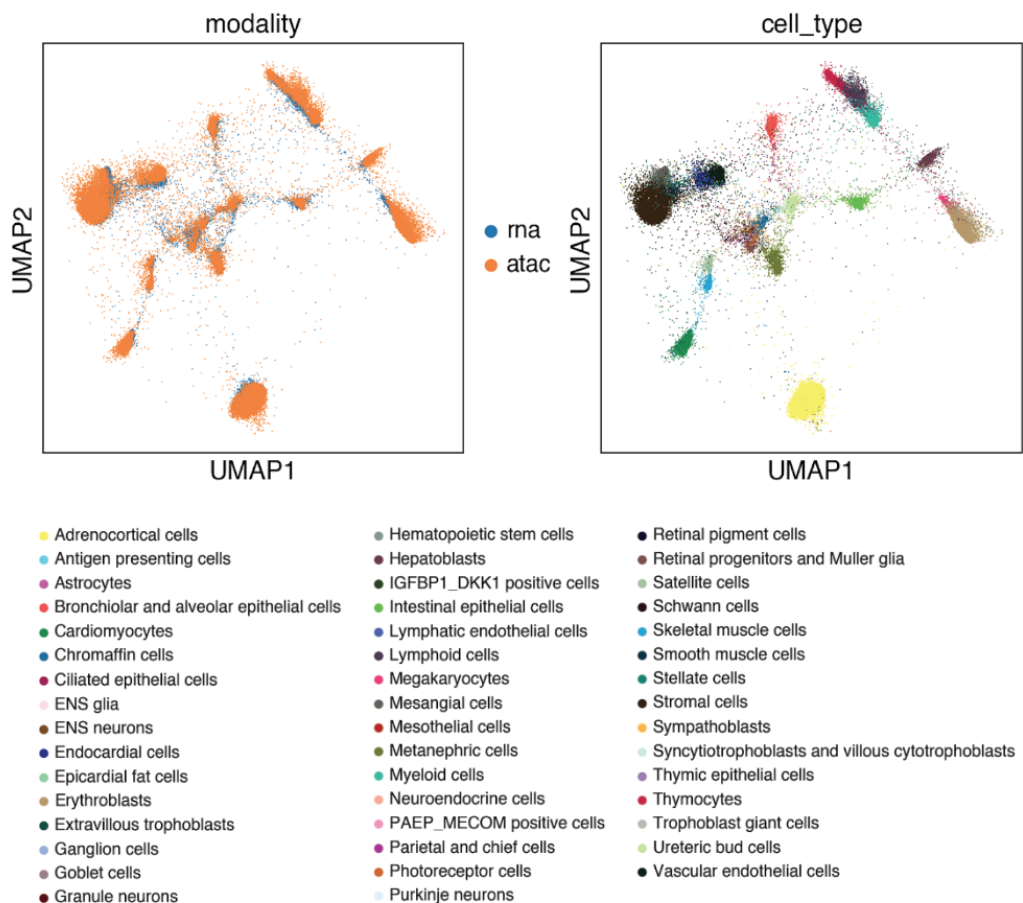 modality
cell_type
UMAP2
rna
atac
UMAP2
UMAP1
UMAP1
Adrenocortical cells
Antigen presenting cells
Astrocytes
Bronchiolar and alveolar epithelial cells
Cardiomyocytes
Chromaffin cells
Ciliated epithelial cells
ENS glia
ENS neurons
Endocardial cells
Epicardial fat cells
Erythroblasts
Extravillous trophoblasts
Ganglion cells
Goblet cells
Granule neurons
Hematopoietic stem cells
Hepatoblasts
IGFBP1_DKK1 positive cells
Intestinal epithelial cells
Lymphatic endothelial cells
Lymphoid cells
Megakaryocytes
Mesangial cells
Mesothelial cells
Metanephric cells
Myeloid cells
Neuroendocrine cells
PAEP_MECOM positive cells
Parietal and chief cells
Photoreceptor cells
Purkinje neurons
Retinal pigment cells
Retinal progenitors and Muller glia
Satellite cells
Schwann cells
Skeletal muscle cells
Smooth muscle cells
Stellate cells
Stromal cells
Sympathoblasts
Syncytiotrophoblasts and villous cytotrophoblasts
Thymic epithelial cells
Thymocytes
Trophoblast giant cells
Ureteric bud cells
Vascular endothelial cells